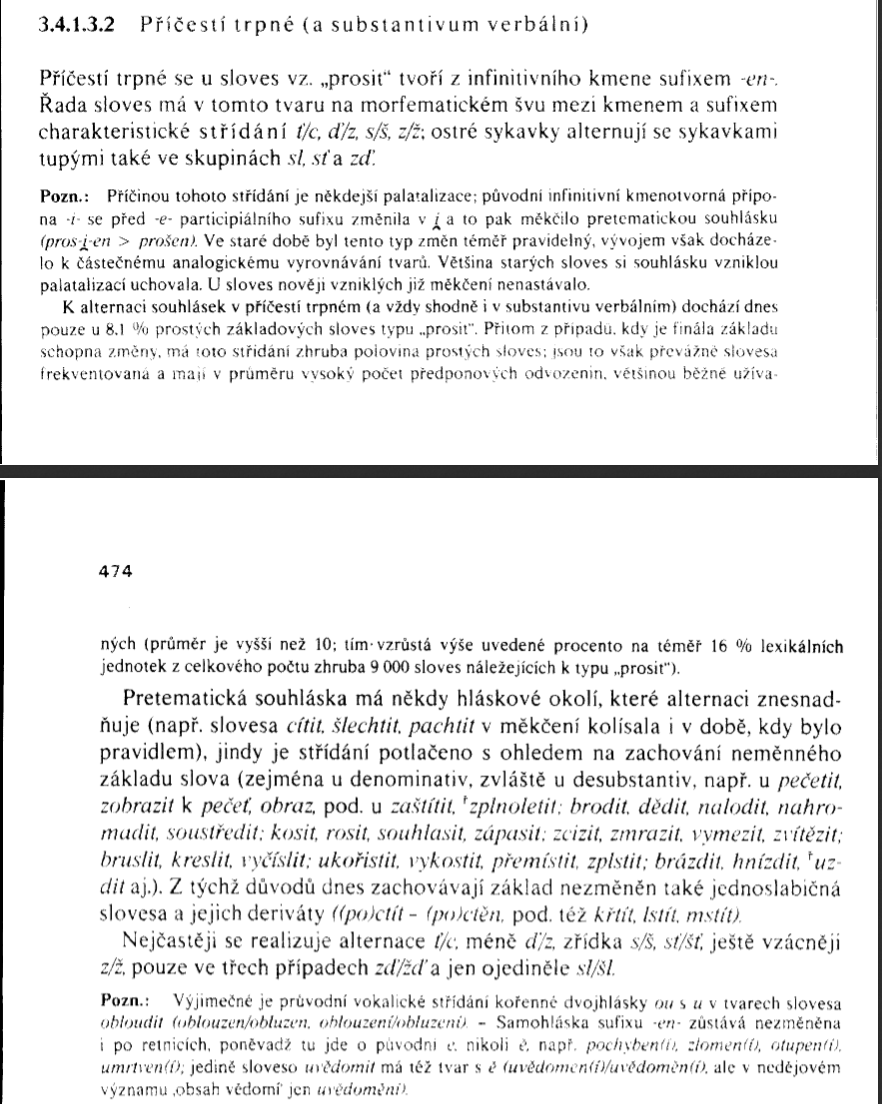 3.4.1.3.2 Příčestí trpné (a substantivum verbální)
Příčestí trpné se u sloves vz. „prosit“ tvoří z infinitivního kmene sufixem -en-.
Řada sloves má v tomto tvaru na morfematickém švu mezi kmenem a sufixem
charakteristické střídání ť/c, ď/z, s/š, z/ž; ostré sykavky alternují se sykavkami
tupými také ve skupinách sl, sť a zď.
Pozn.: Příčinou tohoto střídání je někdejší palatalizace; původní infinitivní kmenotvorná přípo-
na -i- se před -e- participiálního sufixu změnila v i̯ a to pak měkčilo pretematickou souhlásku
(pros-i̯-en > prošen). Ve staré době byl tento typ změn téměř pravidelný, vývojem však docháze-
lo k částečnému analogickému vyrovnávání tvarů. Většina starých sloves si souhlásku vzniklou
palatalizací uchovala. U sloves nověji vzniklých již měkčení nenastávalo.
K alternaci souhlásek v příčestí trpném (a vždy shodně i v substantivu verbálním) dochází dnes
pouze u 8,1 % prostých základových sloves typu „prosit“. Přitom z případů, kdy je finála základu
schopna změny, má toto střídání zhruba polovina prostých sloves; jsou to však převážně slovesa
frekventovaná a mají v průměru vysoký počet předponových odvozenin, většinou běžně užíva-
474
ných (průměr je vyšší než 10; tím vzrůstá výše uvedené procento na téměř 16 % lexikálních
jednotek z celkového počtu zhruba 9 000 sloves náležejících k typu „prosit“).
Pretematická souhláska má někdy hláskové okolí, které alternaci znesnad-
ňuje (např. slovesa cítit, šlechtit, pachtit v měkčení kolísala i v době, kdy bylo
pravidlem), jindy je střídání potlačeno s ohledem na zachování neměnného
základu slova (zejména u denominativ, zvláště u desubstantiv, např. u pečetit,
zobrazit k pečeť, obraz, pod. u zaštítit, †zplnoletit; brodit, dědit, nalodit, nahro-
madit, soustředit; kosit, rosit, souhlasit, zápasit; zcizit, zmrazit, vymezit, zvítězit;
bruslit, kreslit, vyčíslit; ukořistit, vykostit, přemístit, zplstit; brázdit, hnízdit, †uz-
dit aj.). Z týchž důvodů dnes zachovávají základ nezměněn také jednoslabičná
slovesa a jejich deriváty ((po)ctít – (po)ctěn, pod. též křtít, lstít, mstít).
Nejčastěji se realizuje alternace ť/c, méně ď/z, zřídka s/š, sť/šť, ještě vzácněji
z/ž, pouze ve třech případech zď/žď a jen ojediněle sl/šl.
Pozn.: Výjimečné je průvodní vokalické střídání kořenné dvojhlásky ou s u v tvarech slovesa
obloudit (oblouzen/obluzen, oblouzení/obluzení). – Samohláska sufixu -en- zůstává nezměněna
i po retnicích, poněvadž tu jde o původní e, nikoli ě, např. pochyben(í), zlomen(í), otupen(í),
umrtven(í); jedině sloveso uvědomit má též tvar s ě (uvědomen(í)/uvědoměn(í), ale v nedějovém
významu ‚obsah vědomí‘ jen uvědomění).